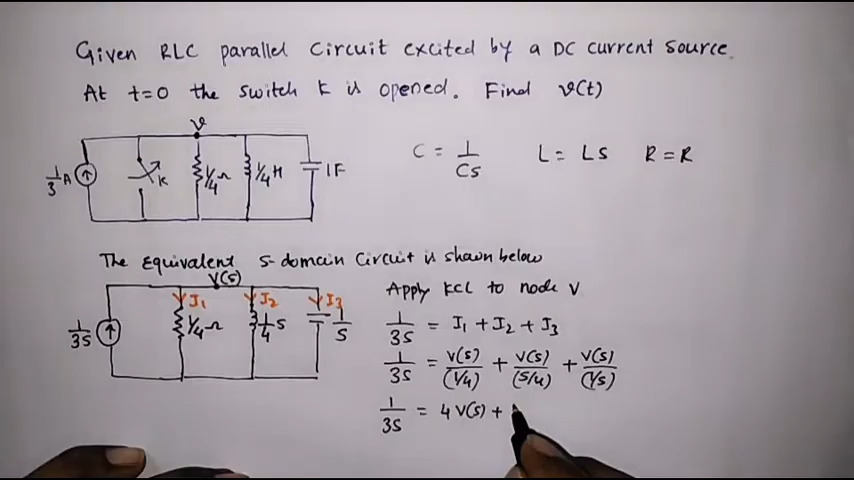 Given RLC parallel Circuit excited by a DC current source.
At t=0 the switch k is opened. Find v(t)
v
1/3 A
K
1/4 Ω
1/4 H
1F
C = 1/Cs L = LS R = R
The equivalent s-domain Circuit is shown below
V(s)
I1 I2 I3
1/3S
1/4 Ω
1/4 S
1/S
Apply KCL to node V
1/3S = I1 + I2 + I3
1/3S = V(s)/(1/4) + V(s)/(S/4) + V(s)/(1/s)
1/3S = 4 V(s) +